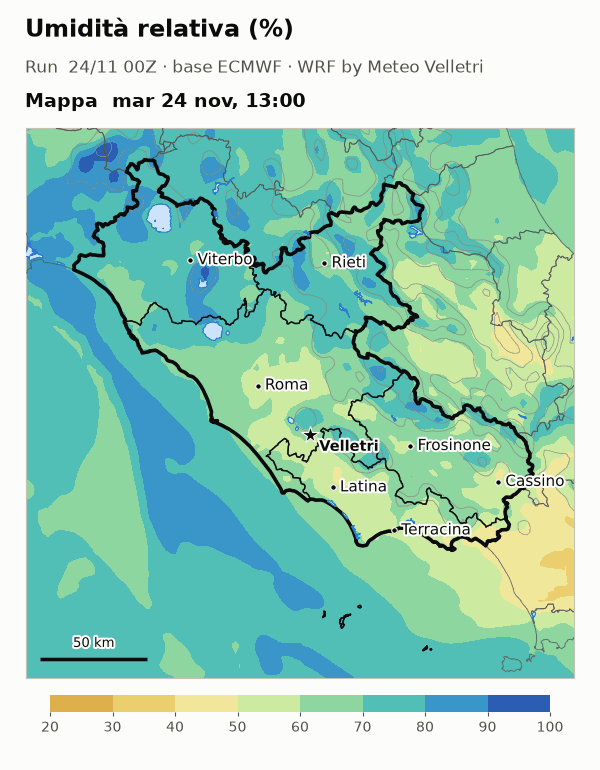 Umidità relativa (%)
Run  24/11 00Z · base ECMWF · WRF by Meteo Velletri
Mappa  mar 24 nov, 13:00
Viterbo
Rieti
Roma
Velletri
Frosinone
Cassino
Latina
Terracina
50 km
20 30 40 50 60 70 80 90 100